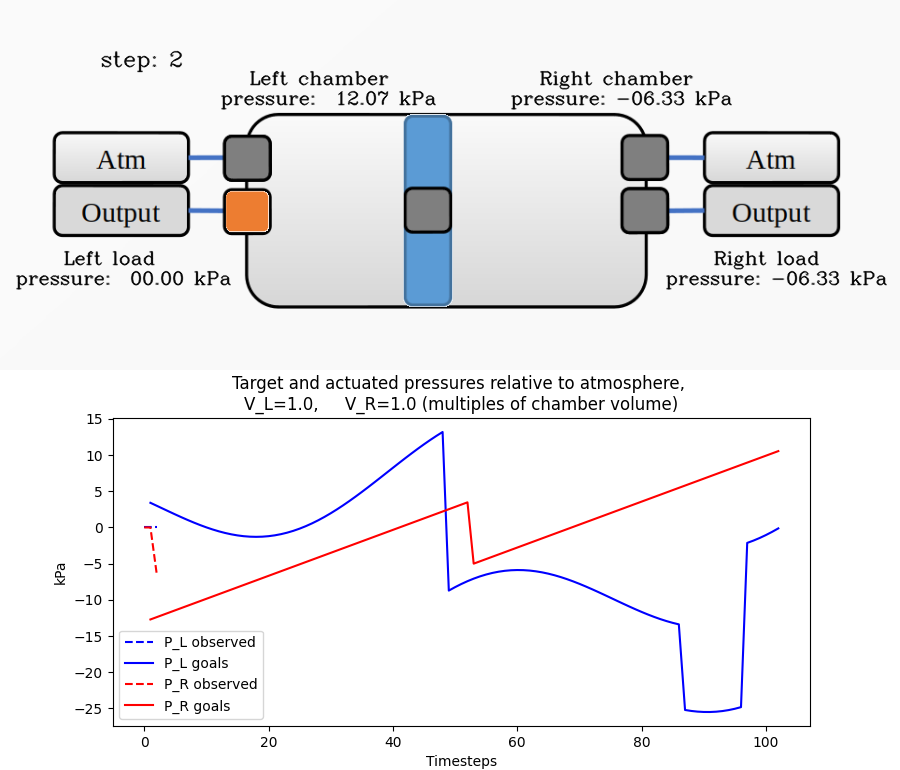 step: 2
Left chamber
pressure:  12.07 kPa
Right chamber
pressure: −06.33 kPa
Atm
Output
Atm
Output
Left load
pressure:  00.00 kPa
Right load
pressure: −06.33 kPa
Target and actuated pressures relative to atmosphere,
V_L=1.0,     V_R=1.0 (multiples of chamber volume)
15
10
5
0
−5
−10
−15
−20
−25
kPa
P_L observed
P_L goals
P_R observed
P_R goals
0 20 40 60 80 100
Timesteps